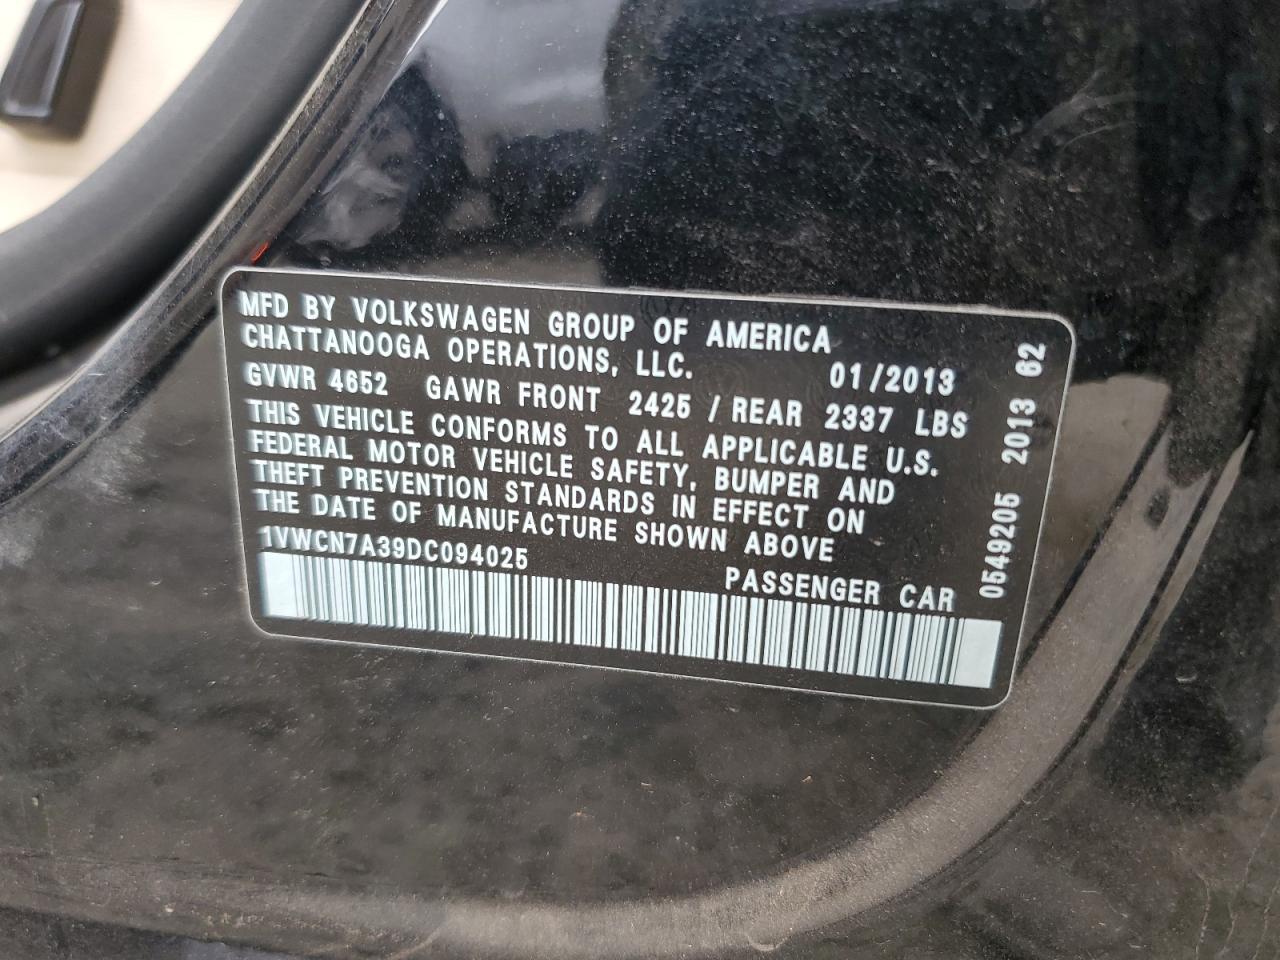 MFD BY VOLKSWAGEN GROUP OF AMERICA
CHATTANOOGA OPERATIONS, LLC. 01/2013
GVWR 4652 GAWR FRONT 2425 / REAR 2337 LBS
THIS VEHICLE CONFORMS TO ALL APPLICABLE U.S.
FEDERAL MOTOR VEHICLE SAFETY, BUMPER AND
THEFT PREVENTION STANDARDS IN EFFECT ON
THE DATE OF MANUFACTURE SHOWN ABOVE
1VWCN7A39DC094025
PASSENGER CAR
0549205 2013 62